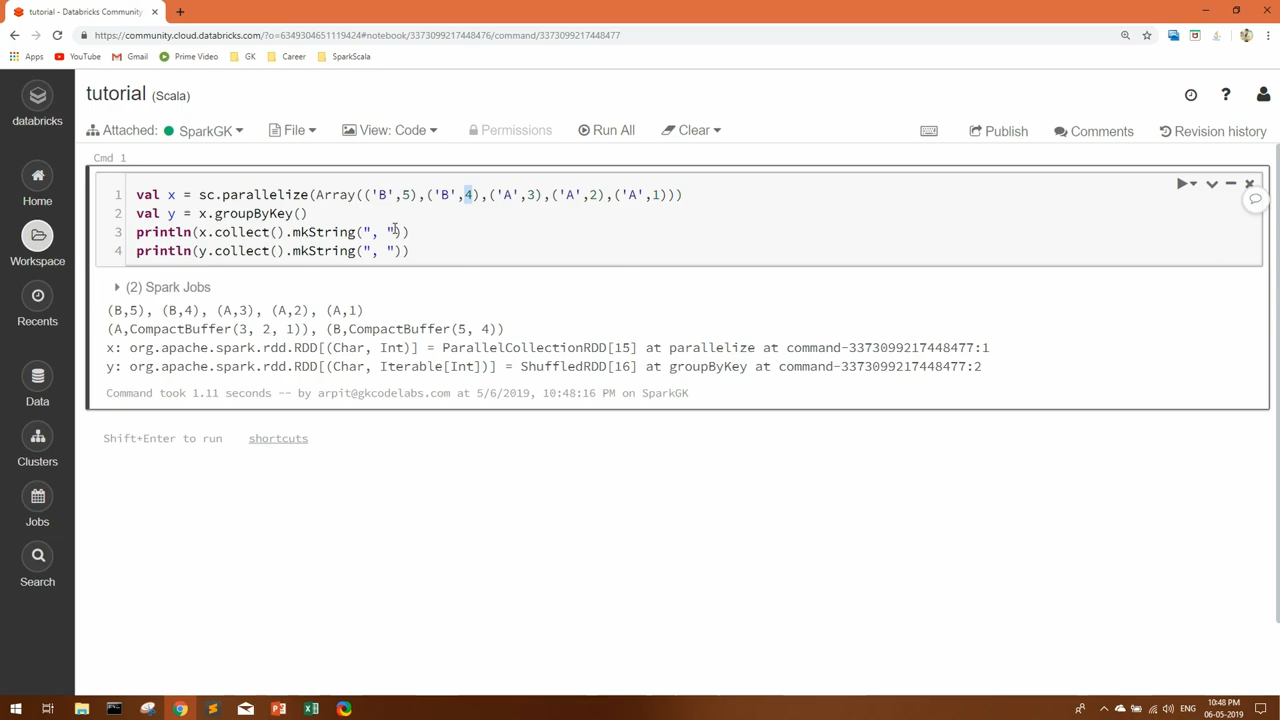 tutorial - Databricks Community
https://community.cloud.databricks.com/?o=6349304651119424#notebook/3373099217448476/command/3373099217448477
Apps YouTube Gmail Prime Video GK Career SparkScala
databricks
Home
Workspace
Recents
Data
Clusters
Jobs
Search
tutorial (Scala)
Attached: SparkGK File View: Code Permissions Run All Clear Publish Comments Revision history
Cmd 1
1 val x = sc.parallelize(Array(('B',5),('B',4),('A',3),('A',2),('A',1)))
2 val y = x.groupByKey()
3 println(x.collect().mkString(", "))
4 println(y.collect().mkString(", "))
(2) Spark Jobs
(B,5), (B,4), (A,3), (A,2), (A,1)
(A,CompactBuffer(3, 2, 1)), (B,CompactBuffer(5, 4))
x: org.apache.spark.rdd.RDD[(Char, Int)] = ParallelCollectionRDD[15] at parallelize at command-3373099217448477:1
y: org.apache.spark.rdd.RDD[(Char, Iterable[Int])] = ShuffledRDD[16] at groupByKey at command-3373099217448477:2
Command took 1.11 seconds -- by arpit@gkcodelabs.com at 5/6/2019, 10:48:16 PM on SparkGK
Shift+Enter to run shortcuts
ENG
10:48 PM
06-05-2019